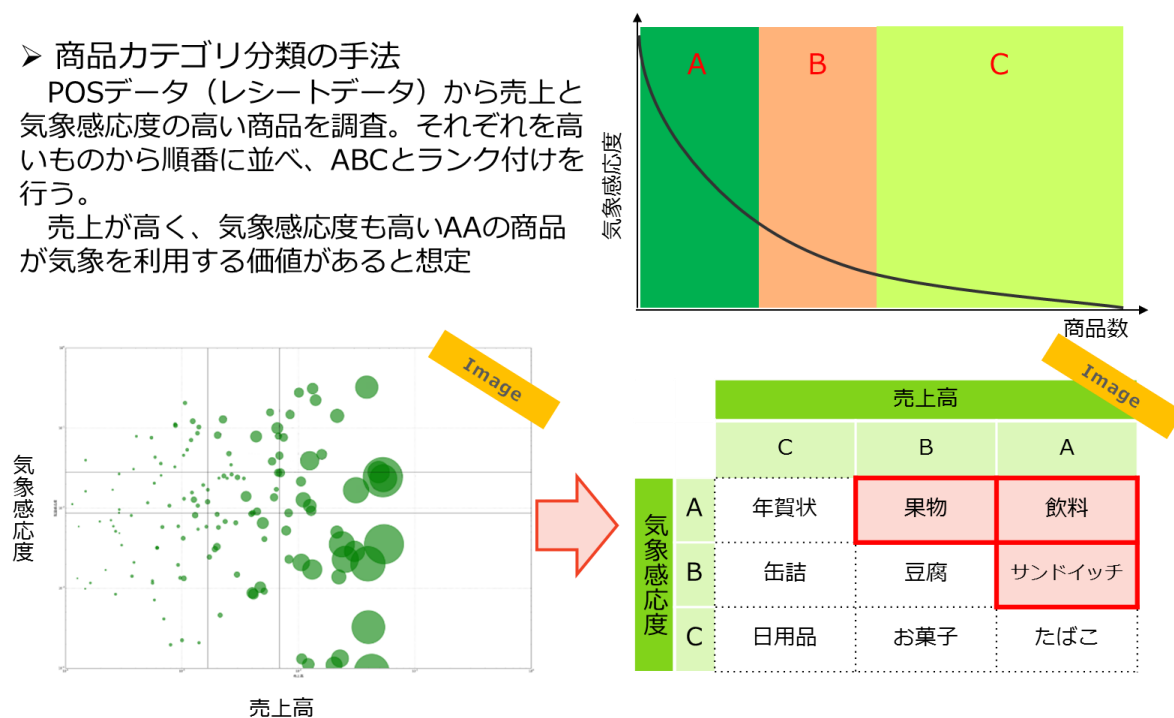 ➢ 商品カテゴリ分類の手法
POSデータ（レシートデータ）から売上と
気象感応度の高い商品を調査。それぞれを高
いものから順番に並べ、ABCとランク付けを
行う。
売上が高く、気象感応度も高いAAの商品
が気象を利用する価値があると想定
A
B
C
気象感応度
商品数
Image
気象感応度
売上高
Image
売上高
C
B
A
気象感応度
A
年賀状
果物
飲料
B
缶詰
豆腐
サンドイッチ
C
日用品
お菓子
たばこ